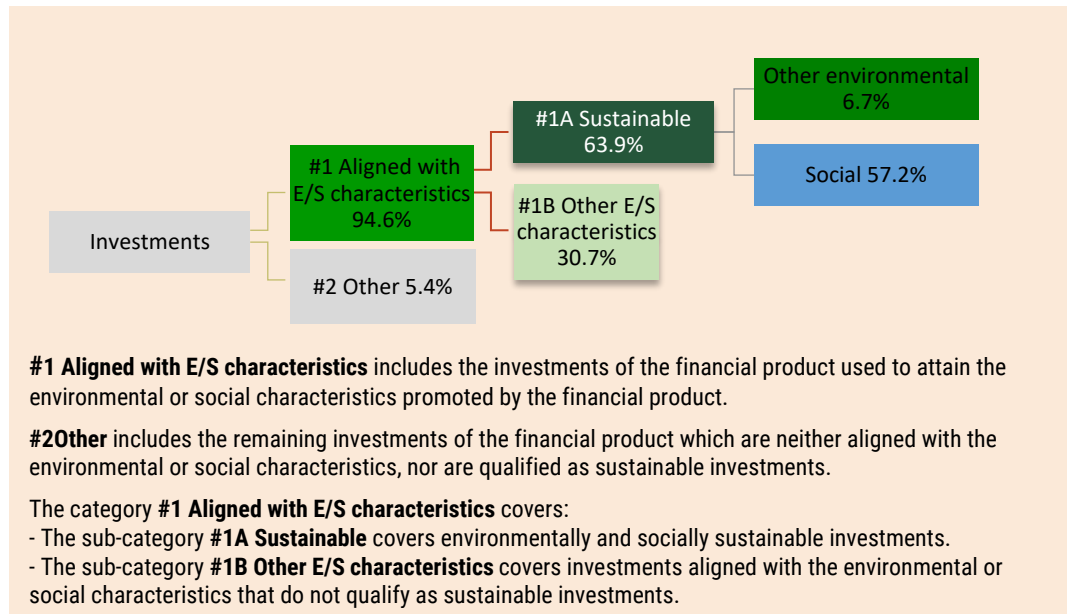 Other environmental
6.7%
#1A Sustainable
63.9%
#1 Aligned with
E/S characteristics
94.6%
Social 57.2%
#1B Other E/S
characteristics
30.7%
Investments
#2 Other 5.4%
#1 Aligned with E/S characteristics includes the investments of the financial product used to attain the
environmental or social characteristics promoted by the financial product.
#2Other includes the remaining investments of the financial product which are neither aligned with the
environmental or social characteristics, nor are qualified as sustainable investments.
The category #1 Aligned with E/S characteristics covers:
- The sub-category #1A Sustainable covers environmentally and socially sustainable investments.
- The sub-category #1B Other E/S characteristics covers investments aligned with the environmental or
social characteristics that do not qualify as sustainable investments.